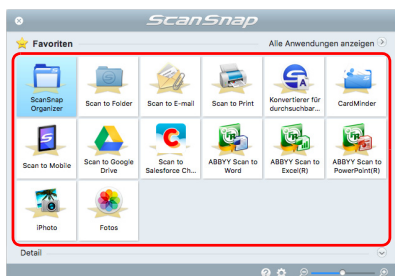 ScanSnap
Favoriten
Alle Anwendungen anzeigen
ScanSnap
Organizer
Scan to Folder
Scan to E-mail
Scan to Print
Konvertierer für
durchsuchbar...
CardMinder
Scan to Mobile
Scan to Google
Drive
Scan to
Salesforce Ch...
ABBYY Scan to
Word
ABBYY Scan to
Excel(R)
ABBYY Scan to
PowerPoint(R)
iPhoto
Fotos
Detail